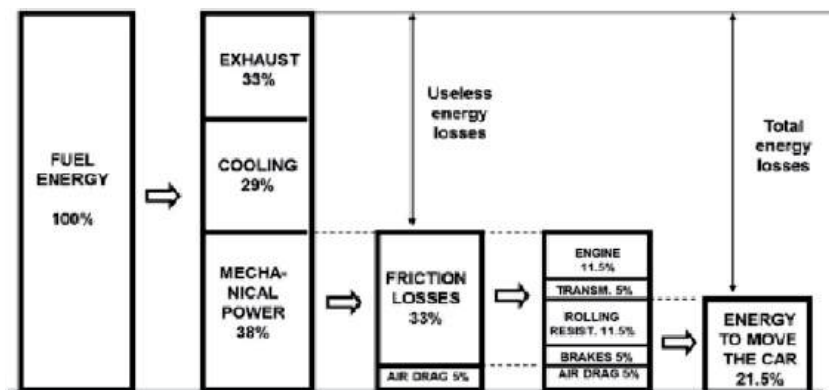 FUEL
ENERGY
100%
EXHAUST
33%
COOLING
29%
MECHA-
NICAL
POWER
38%
Useless
energy
losses
FRICTION
LOSSES
33%
AIR DRAG 5%
ENGINE
11.5%
TRANSM. 5%
ROLLING
RESIST. 11.5%
BRAKES 5%
AIR DRAG 5%
Total
energy
losses
ENERGY
TO MOVE
THE CAR
21.5%